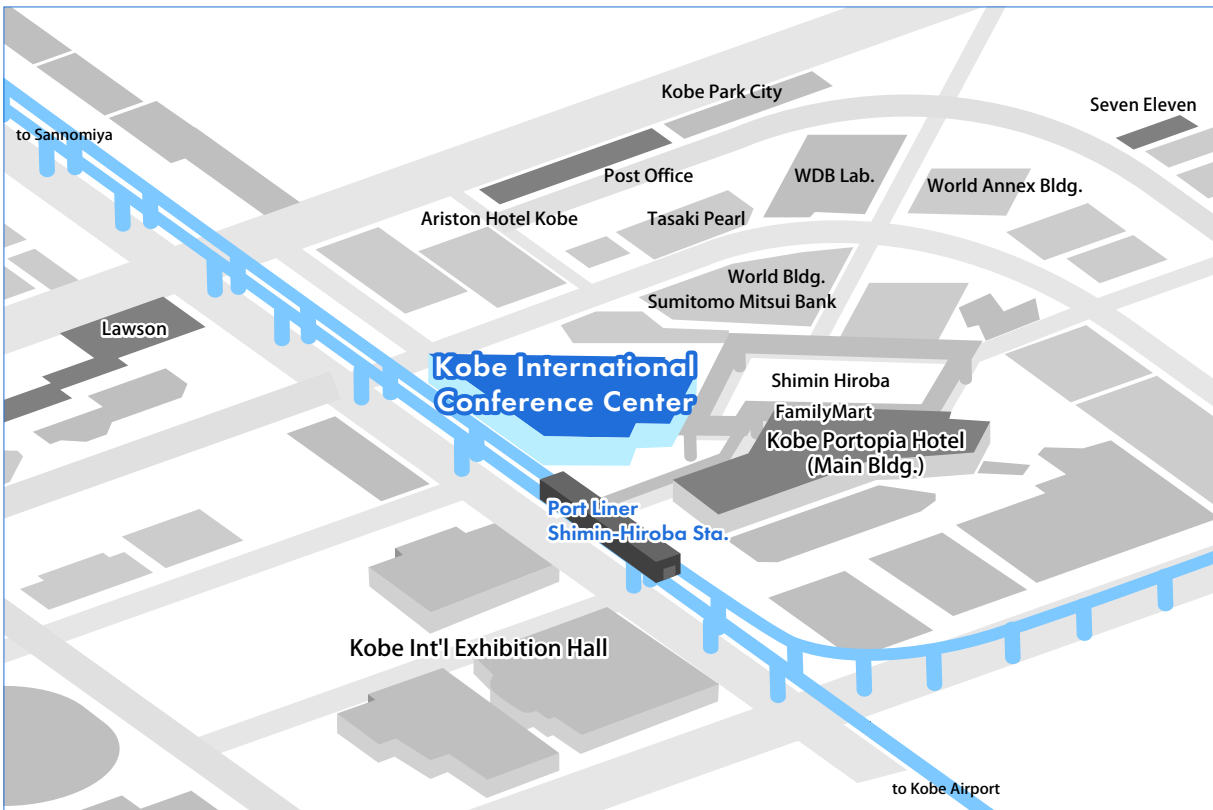 Kobe Park City
Seven Eleven
to Sannomiya
Post Office
WDB Lab.
World Annex Bldg.
Ariston Hotel Kobe
Tasaki Pearl
World Bldg.
Sumitomo Mitsui Bank
Lawson
Kobe International
Conference Center
Shimin Hiroba
FamilyMart
Kobe Portopia Hotel
(Main Bldg.)
Port Liner
Shimin-Hiroba Sta.
Kobe Int'l Exhibition Hall
to Kobe Airport